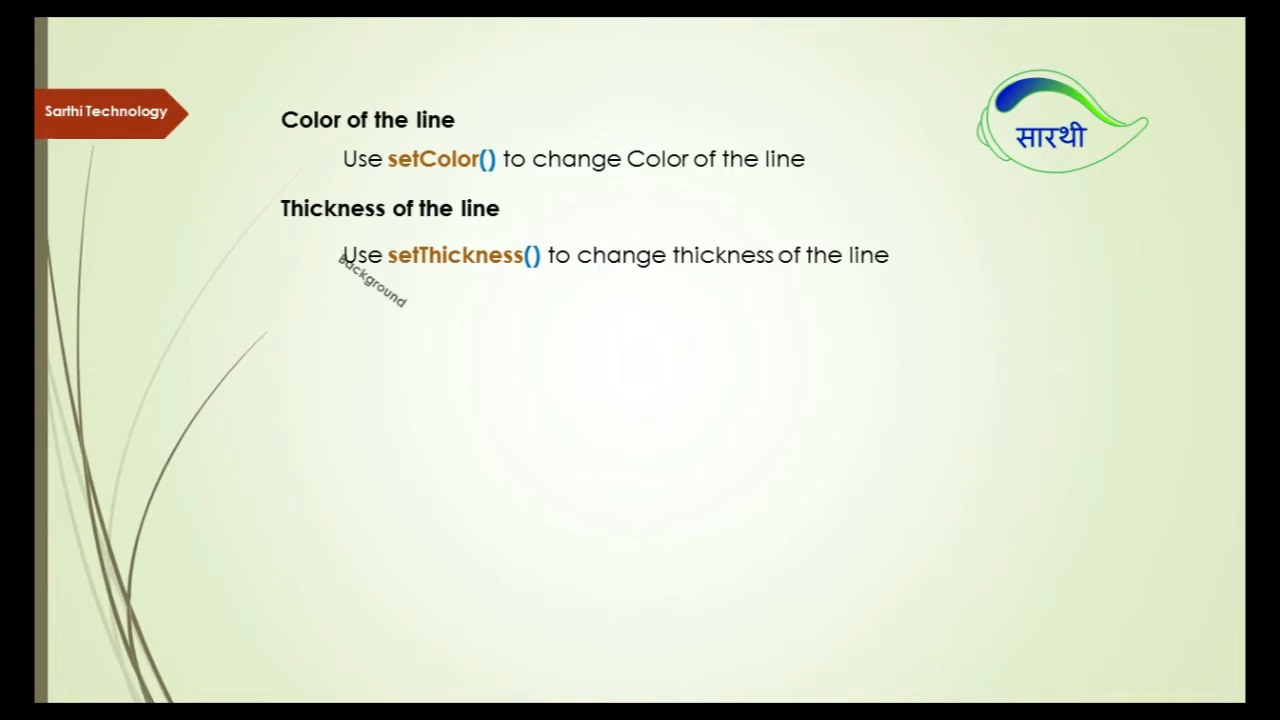 Sarthi Technology
सारथी
Color of the line
Use setColor() to change Color of the line
Thickness of the line
Use setThickness() to change thickness of the line
Background